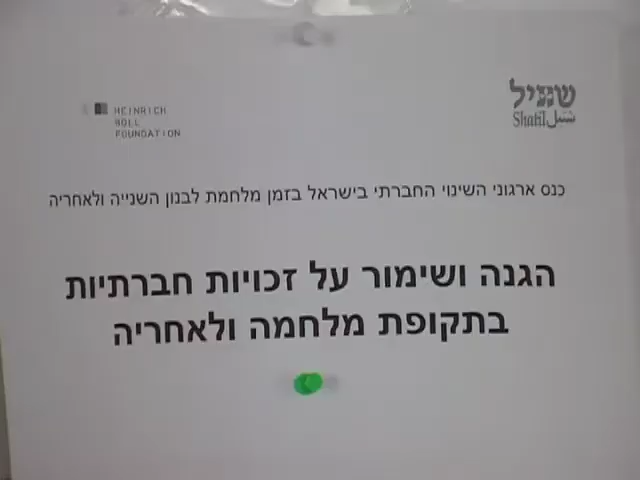 HEINRICH
BÖLL
FOUNDATION
שתיל
Shatil شتيل
כנס ארגוני השינוי החברתי בישראל בזמן מלחמת לבנון השנייה ולאחריה
הגנה ושימור על זכויות חברתיות
בתקופת מלחמה ולאחריה